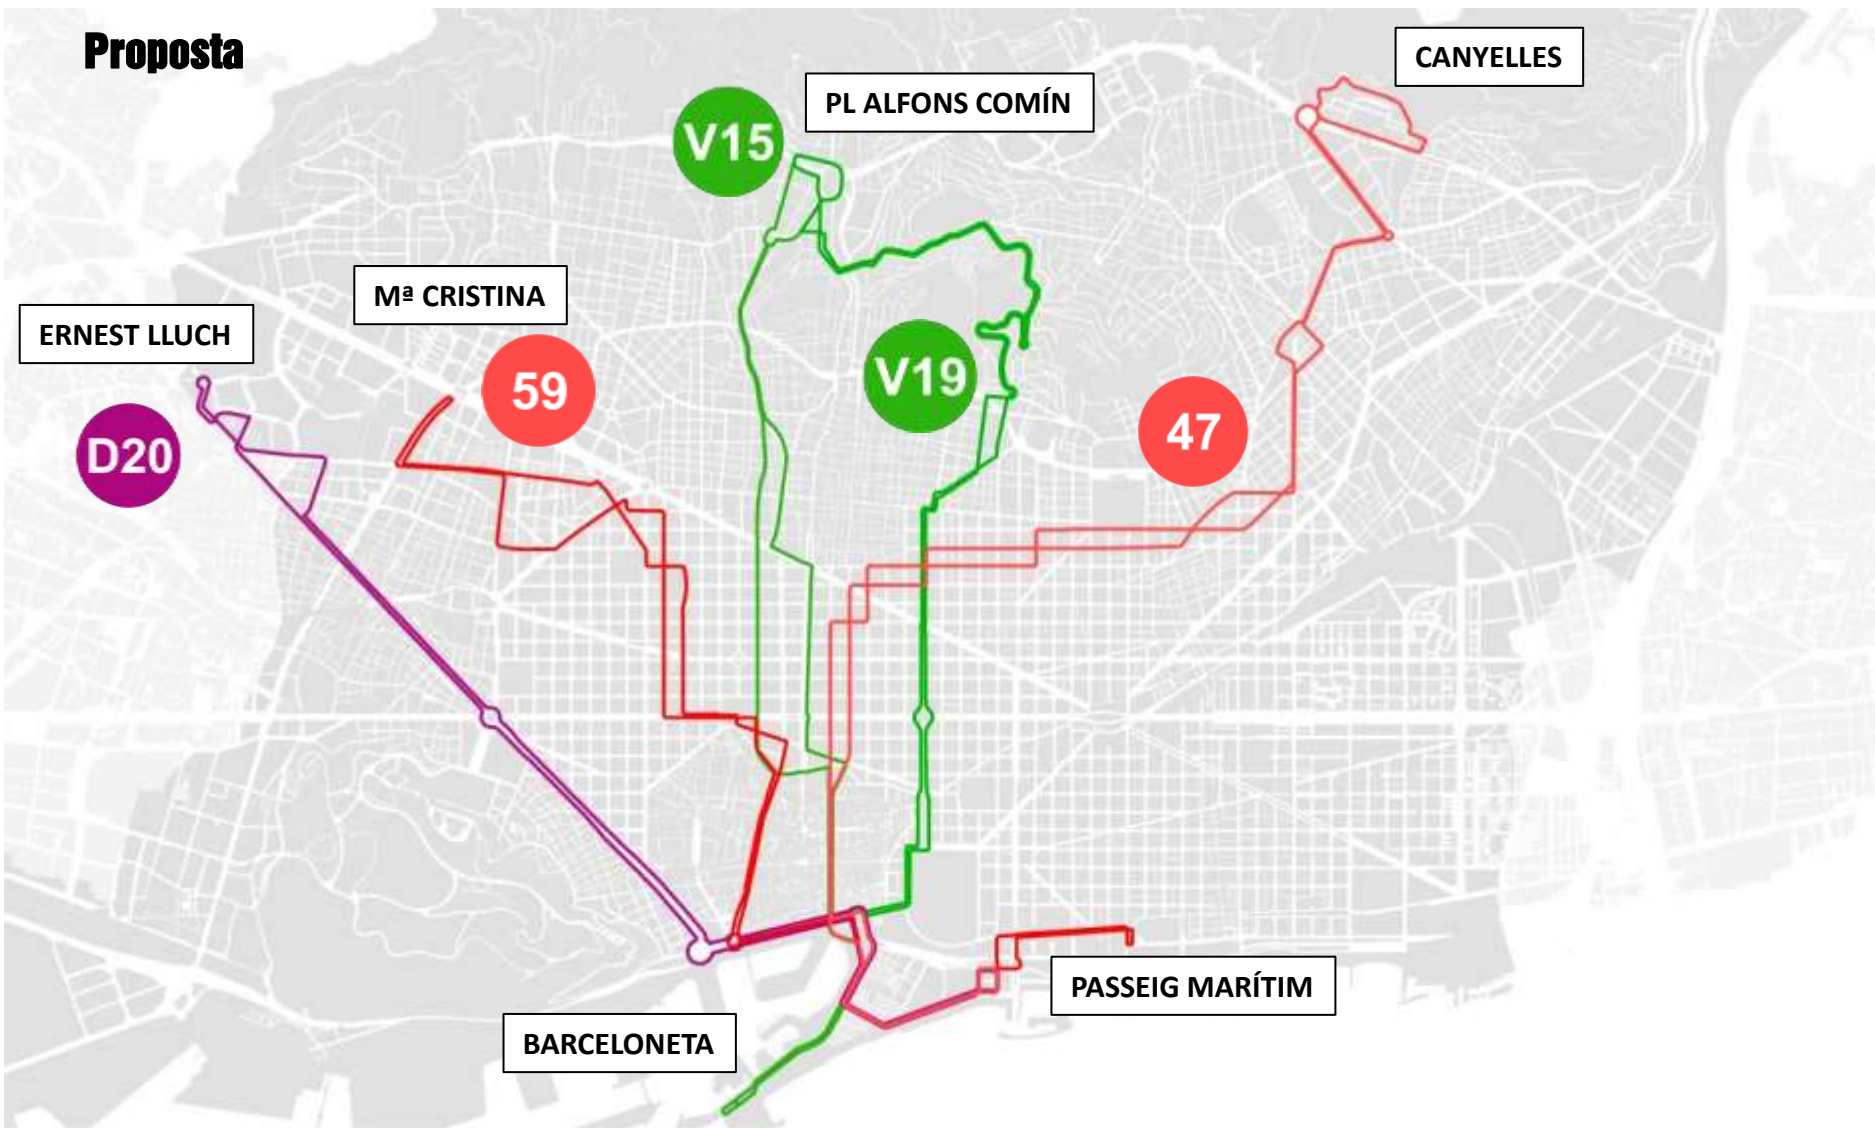 Proposta
CANYELLES
PL ALFONS COMÍN
V15
Mª CRISTINA
ERNEST LLUCH
59
V19
47
D20
PASSEIG MARÍTIM
BARCELONETA